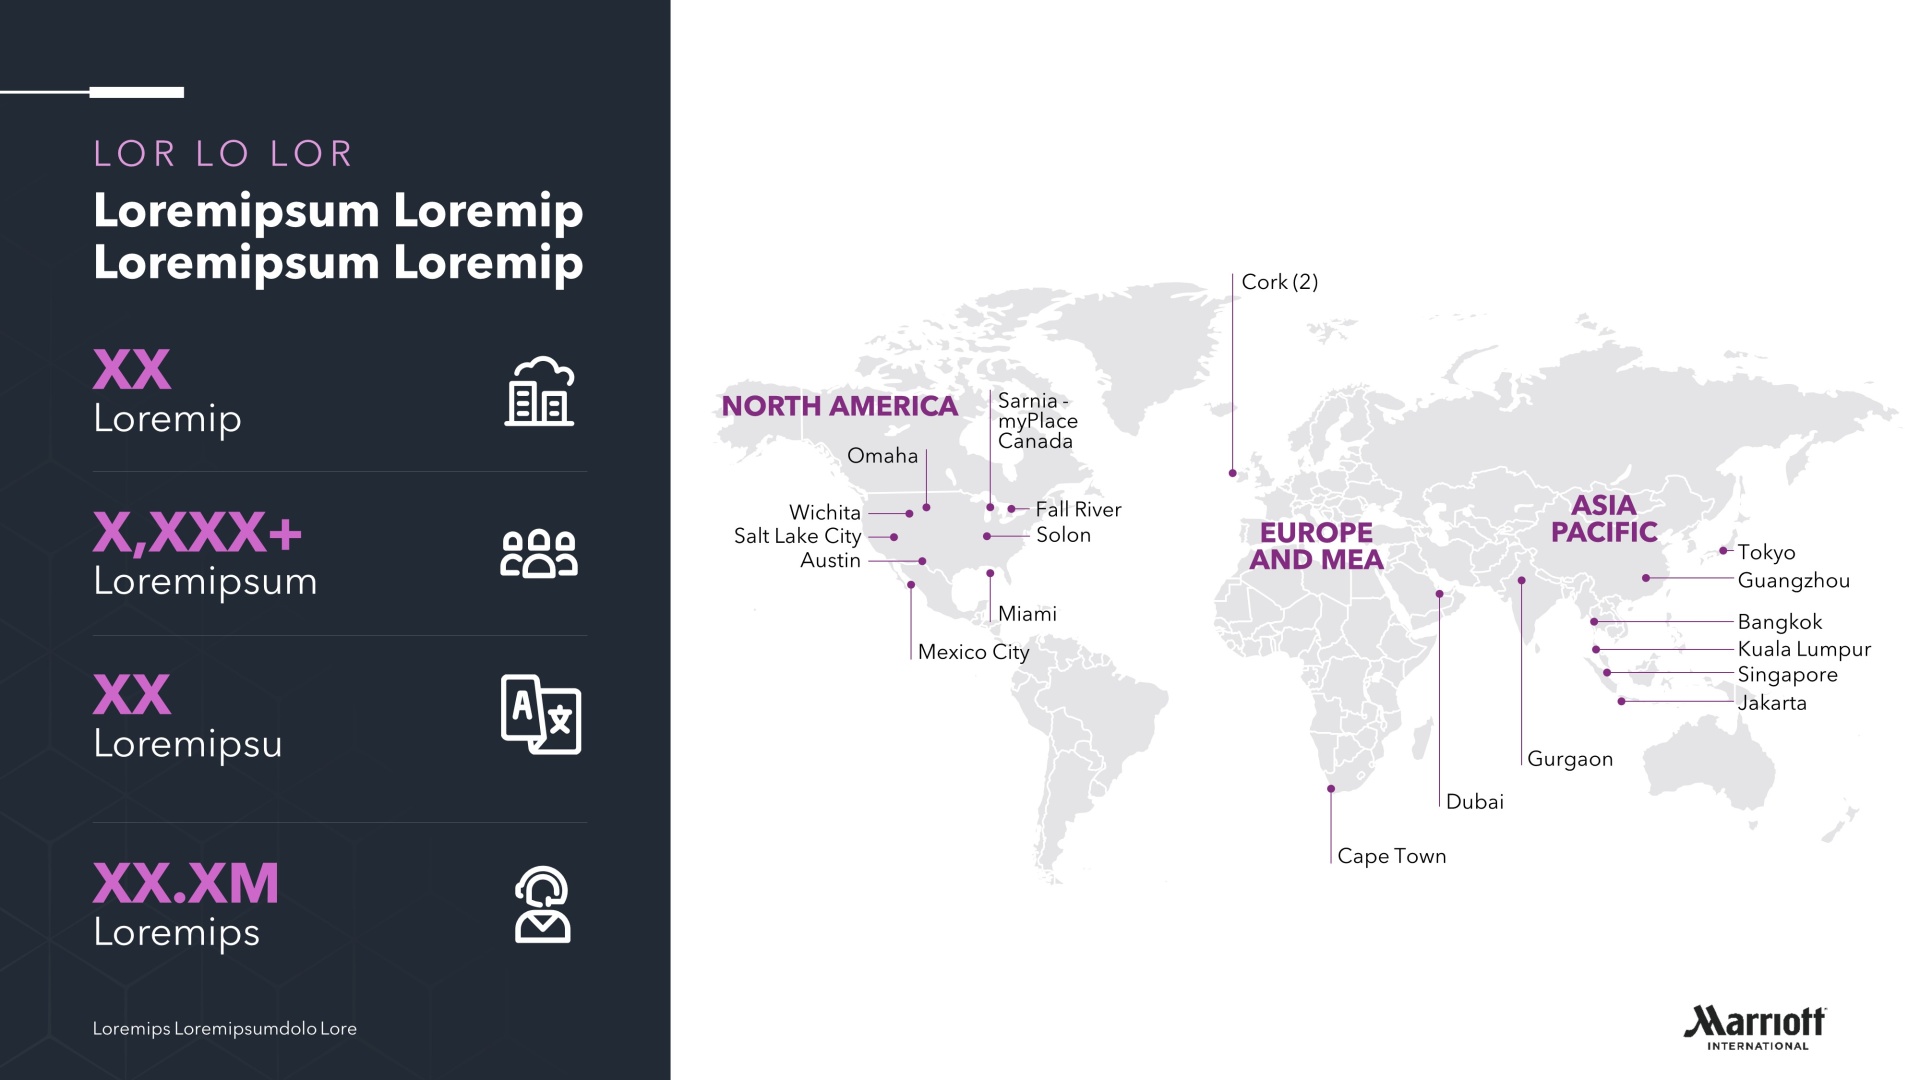 LOR LO LOR
Loremipsum Loremip
Loremipsum Loremip
XX
Loremip
X,XXX+
Loremipsum
XX
Loremipsu
A 文
XX.XM
Loremips
Loremips Loremipsumdolo Lore
Cork (2)
NORTH AMERICA
Sarnia -
myPlace
Canada
Omaha
Wichita
Fall River
Salt Lake City
Solon
Austin
Miami
Mexico City
EUROPE
AND MEA
ASIA
PACIFIC
Tokyo
Guangzhou
Bangkok
Kuala Lumpur
Singapore
Jakarta
Gurgaon
Dubai
Cape Town
Marriott
INTERNATIONAL